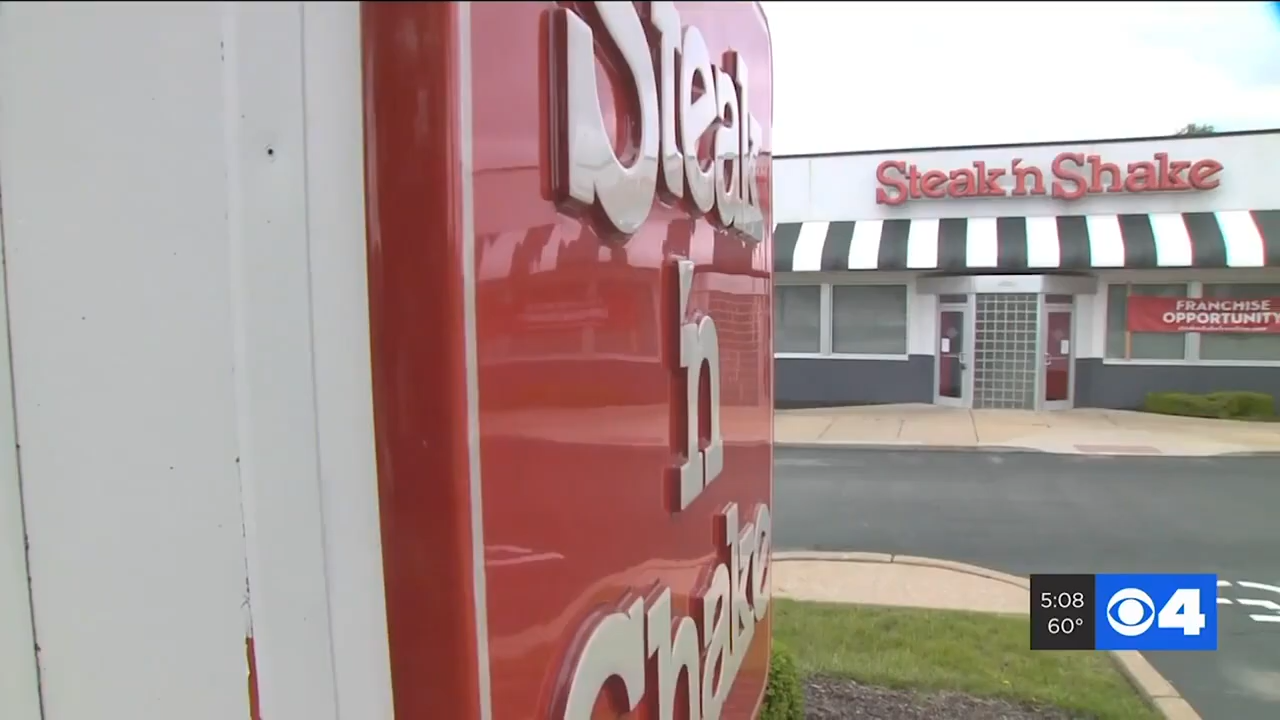 Steak
'n
Shake
Steak 'n Shake
FRANCHISE
OPPORTUNITY
5:08
60°
4